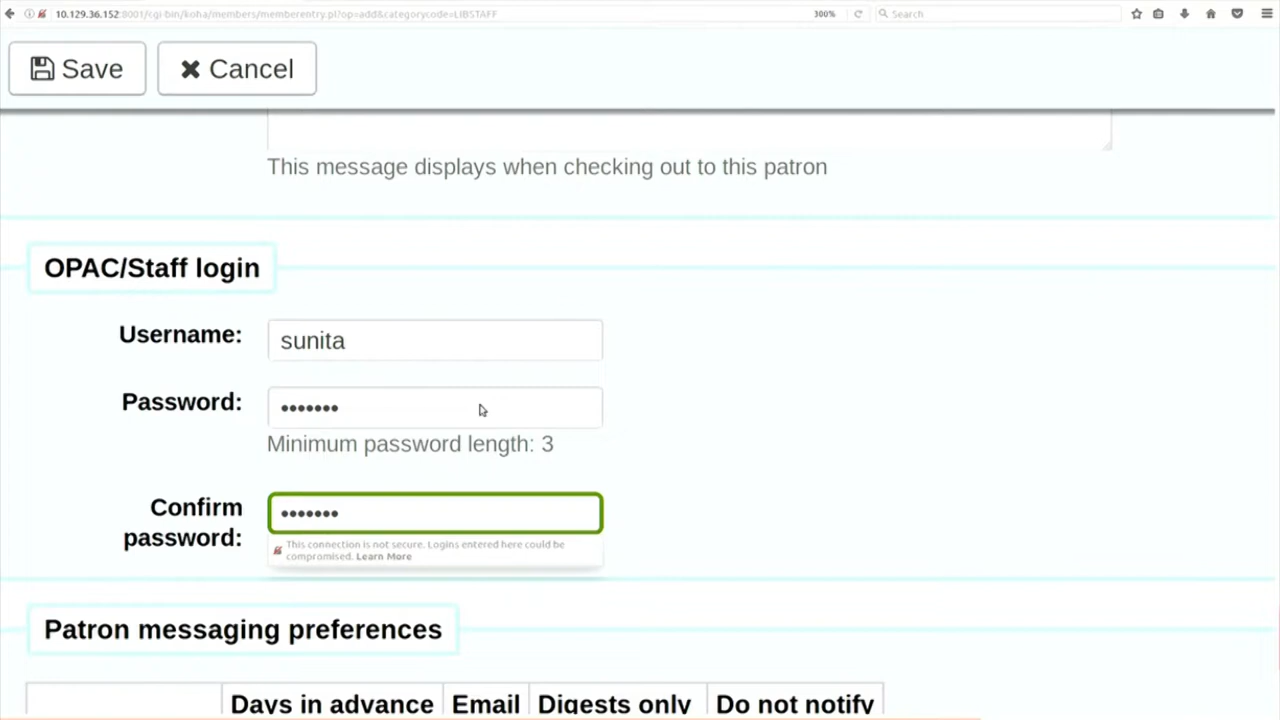 10.129.36.152:8001/cgi-bin/koha/members/memberentry.pl?op=add&categorycode=LIBSTAFF 300% Search
Save Cancel
This message displays when checking out to this patron
OPAC/Staff login
Username: sunita
Password: •••••••
Minimum password length: 3
Confirm password: •••••••
This connection is not secure. Logins entered here could be
compromised. Learn More
Patron messaging preferences
Days in advance Email Digests only Do not notify